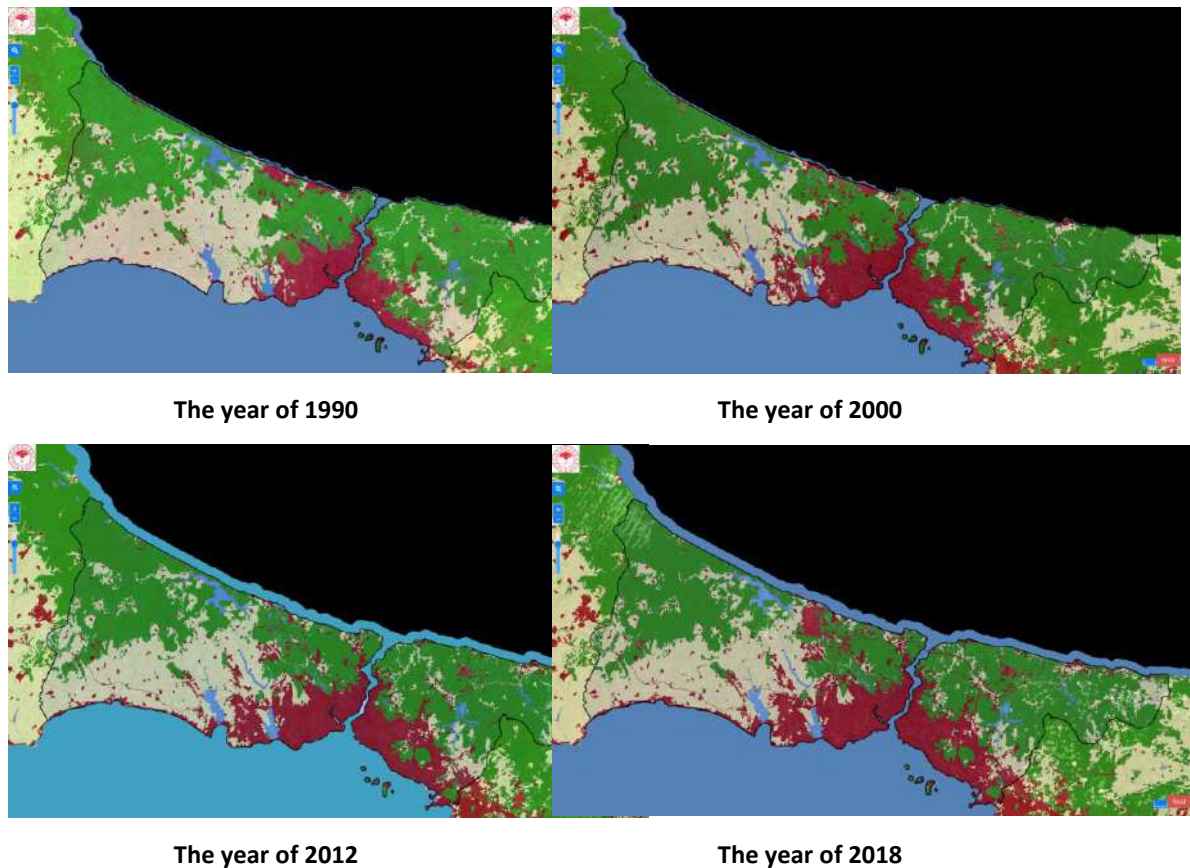 The year of 1990
The year of 2000
The year of 2012
The year of 2018